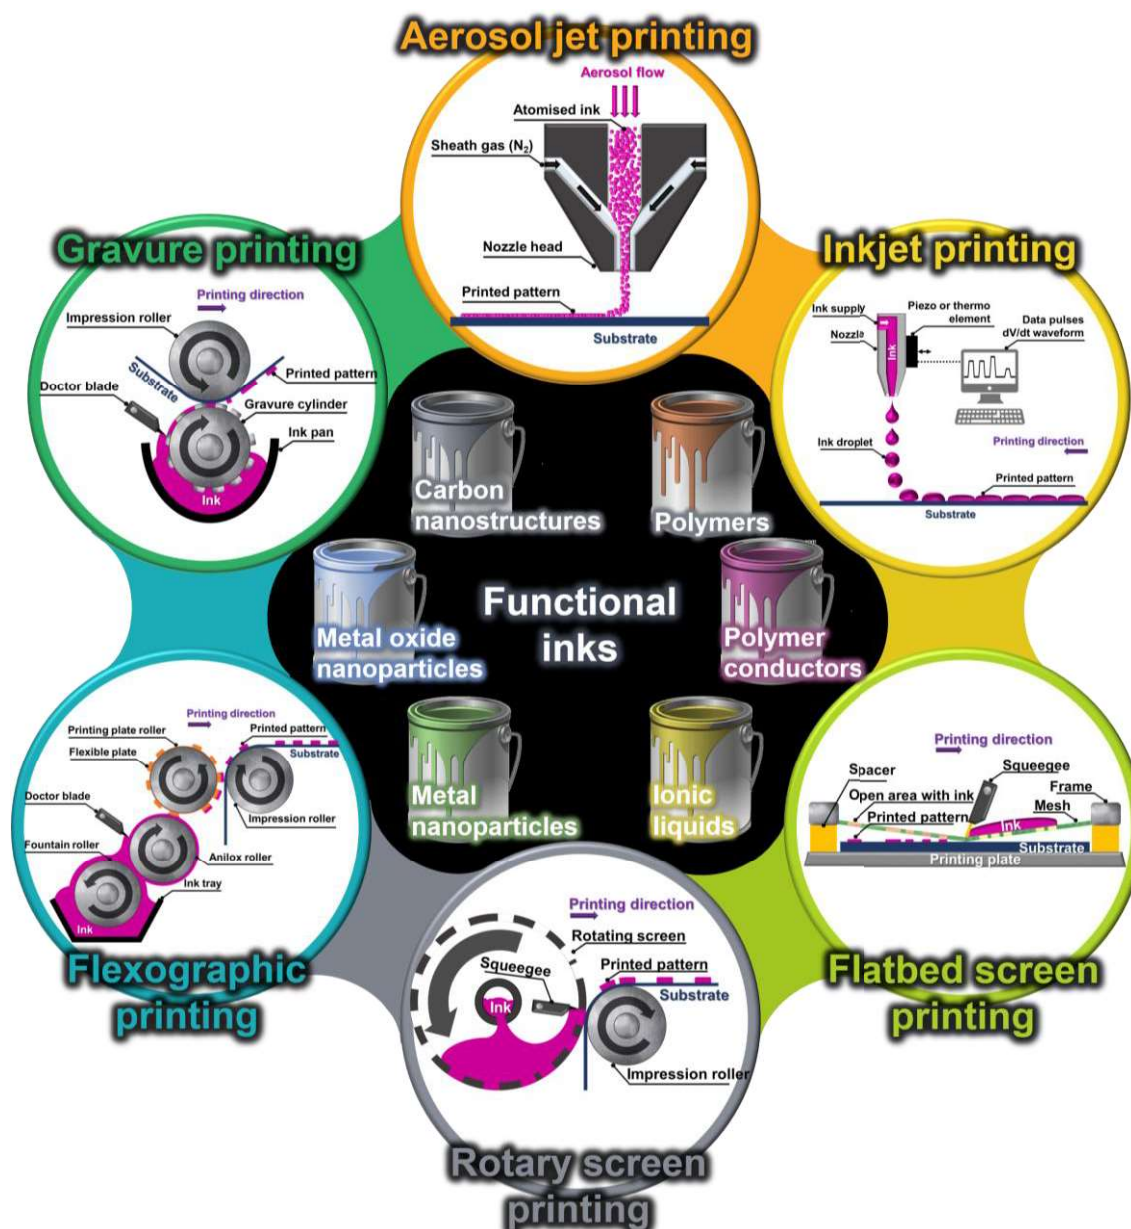 Aerosol jet printing
Aerosol flow
Atomised ink
Sheath gas (N₂)
Nozzle head
Printed pattern
Substrate
Gravure printing
Printing direction
Impression roller
Substrate
Printed pattern
Doctor blade
Gravure cylinder
Ink pan
Ink
Inkjet printing
Ink supply
Nozzle
Ink
Piezo or thermo
element
Data pulses
dV/dt waveform
Ink droplet
Printing direction
Printed pattern
Substrate
Carbon
nanostructures
Polymers
Functional
inks
Metal oxide
nanoparticles
Polymer
conductors
Metal
nanoparticles
Ionic
liquids
Printing direction
Printing plate roller
Printed pattern
Flexible plate
Substrate
Doctor blade
Impression roller
Fountain roller
Anilox roller
Ink tray
Ink
Flexographic
printing
Printing direction
Squeegee
Spacer
Frame
Open area with ink
Mesh
Printed pattern
Ink
Substrate
Printing plate
Flatbed screen
printing
Printing direction
Rotating screen
Squeegee
Printed pattern
Substrate
Ink
Impression roller
Rotary screen
printing